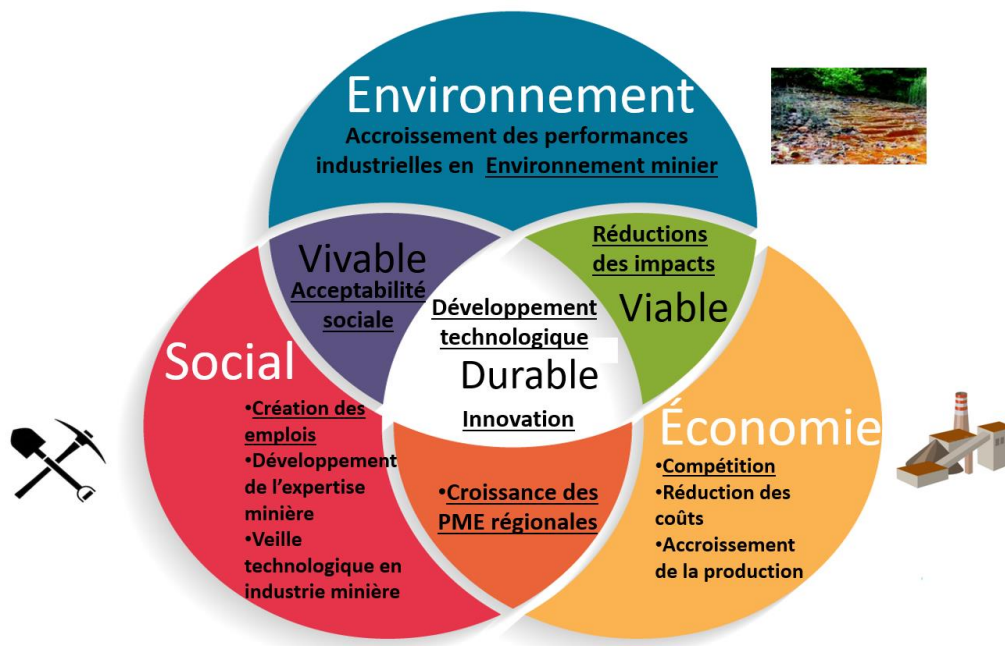 Environnement
Accroissement des performances
industrielles en Environnement minier
Vivable
Acceptabilité
sociale
Réductions
des impacts
Viable
Développement
technologique
Durable
Innovation
Social
•Création des
emplois
•Développement
de l'expertise
minière
•Veille
technologique en
industrie minière
•Croissance des
PME régionales
Économie
•Compétition
•Réduction des
coûts
•Accroissement
de la production